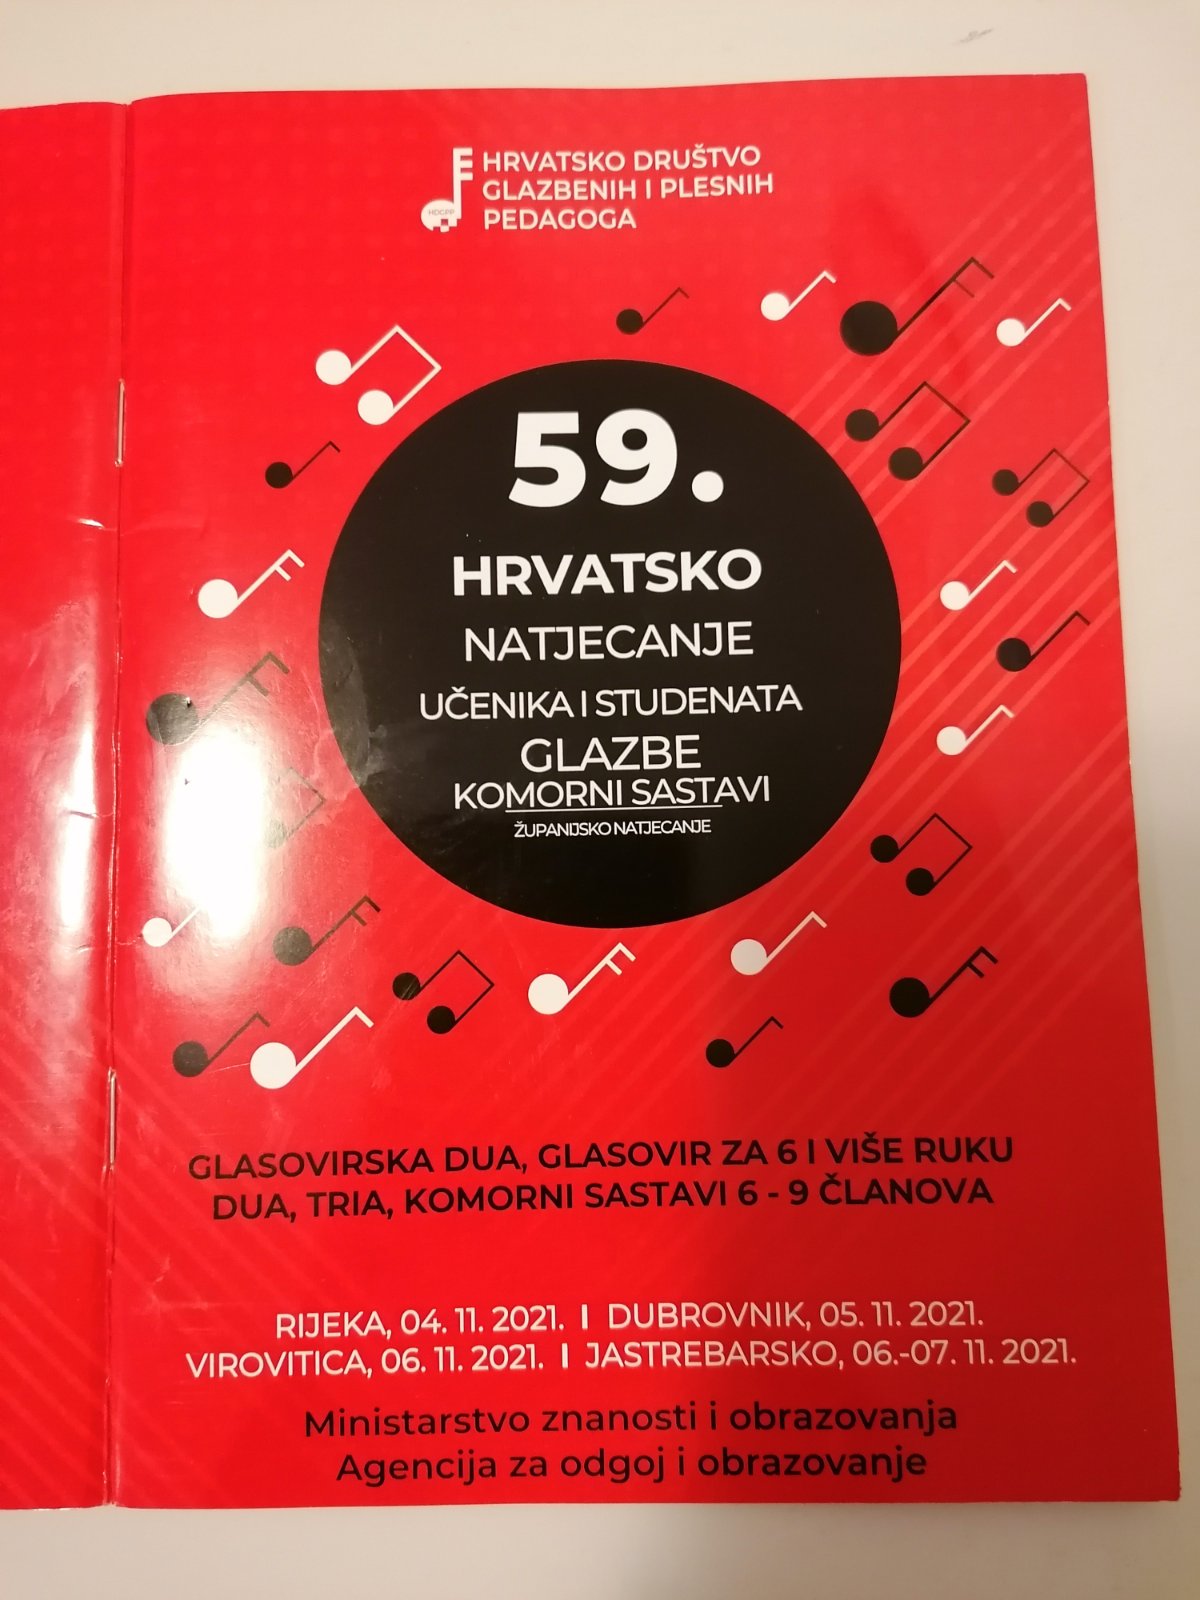 HRVATSKO DRUŠTVO
GLAZBENIH I PLESNIH
PEDAGOGA
HDGPP
59.
HRVATSKO
NATJECANJE
UČENIKA I STUDENATA
GLAZBE
KOMORNI SASTAVI
ŽUPANIJSKO NATJECANJE
GLASOVIRSKA DUA, GLASOVIR ZA 6 I VIŠE RUKU
DUA, TRIA, KOMORNI SASTAVI 6 - 9 ČLANOVA
RIJEKA, 04. 11. 2021. I DUBROVNIK, 05. 11. 2021.
VIROVITICA, 06. 11. 2021. I JASTREBARSKO, 06.-07. 11. 2021.
Ministarstvo znanosti i obrazovanja
Agencija za odgoj i obrazovanje